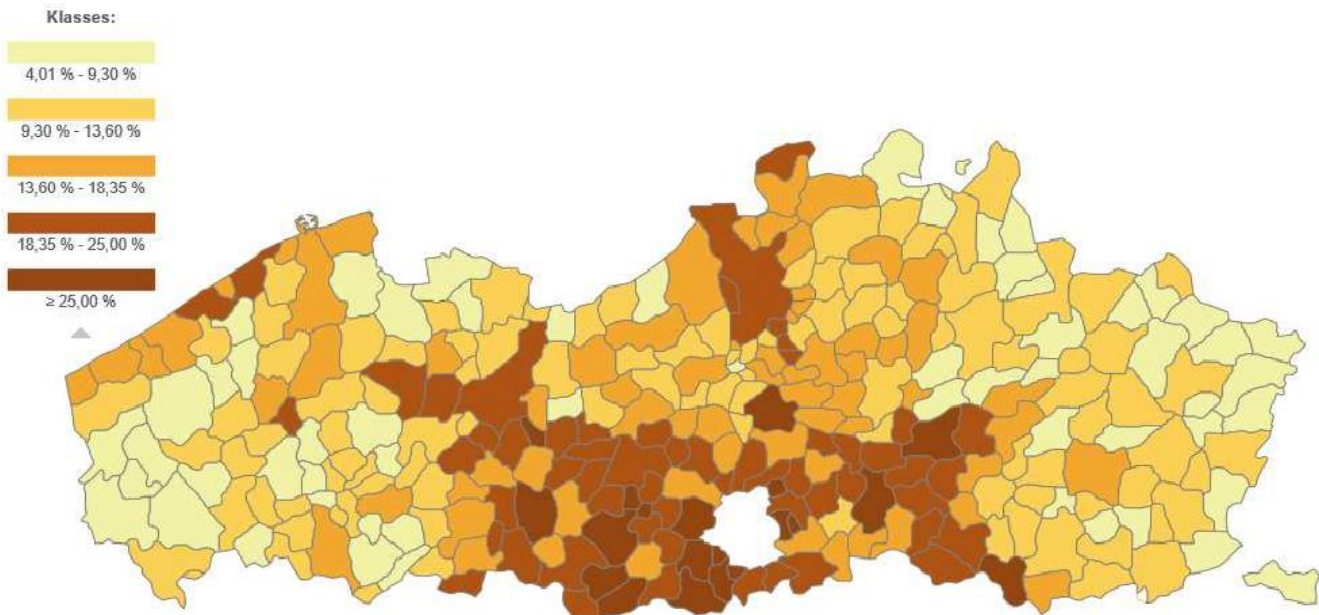 Klasses:
4,01 % - 9,30 %
9,30 % - 13,60 %
13,60 % - 18,35 %
18,35 % - 25,00 %
≥ 25,00 %